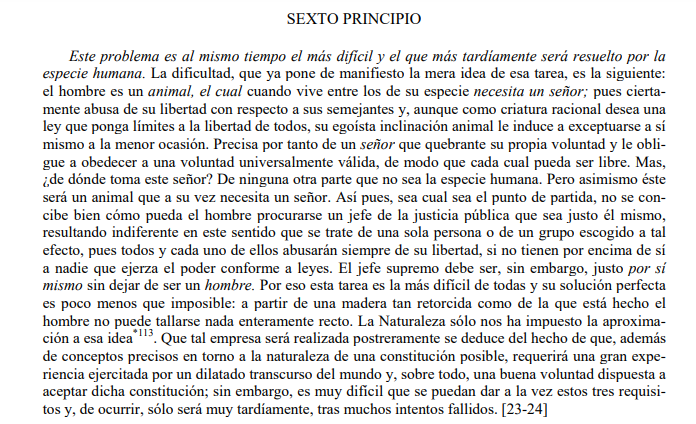 SEXTO PRINCIPIO
Este problema es al mismo tiempo el más difícil y el que más tardíamente será resuelto por la
especie humana. La dificultad, que ya pone de manifiesto la mera idea de esa tarea, es la siguiente:
el hombre es un animal, el cual cuando vive entre los de su especie necesita un señor; pues cierta-
mente abusa de su libertad con respecto a sus semejantes y, aunque como criatura racional desea una
ley que ponga límites a la libertad de todos, su egoísta inclinación animal le induce a exceptuarse a sí
mismo a la menor ocasión. Precisa por tanto de un señor que quebrante su propia voluntad y le obli-
gue a obedecer a una voluntad universalmente válida, de modo que cada cual pueda ser libre. Mas,
¿de dónde toma este señor? De ninguna otra parte que no sea la especie humana. Pero asimismo éste
será un animal que a su vez necesita un señor. Así pues, sea cual sea el punto de partida, no se con-
cibe bien cómo pueda el hombre procurarse un jefe de la justicia pública que sea justo él mismo,
resultando indiferente en este sentido que se trate de una sola persona o de un grupo escogido a tal
efecto, pues todos y cada uno de ellos abusarán siempre de su libertad, si no tienen por encima de sí
a nadie que ejerza el poder conforme a leyes. El jefe supremo debe ser, sin embargo, justo por sí
mismo sin dejar de ser un hombre. Por eso esta tarea es la más difícil de todas y su solución perfecta
es poco menos que imposible: a partir de una madera tan retorcida como de la que está hecho el
hombre no puede tallarse nada enteramente recto. La Naturaleza sólo nos ha impuesto la aproxima-
ción a esa idea*113. Que tal empresa será realizada postreramente se deduce del hecho de que, además
de conceptos precisos en torno a la naturaleza de una constitución posible, requerirá una gran expe-
riencia ejercitada por un dilatado transcurso del mundo y, sobre todo, una buena voluntad dispuesta a
aceptar dicha constitución; sin embargo, es muy difícil que se puedan dar a la vez estos tres requisi-
tos y, de ocurrir, sólo será muy tardíamente, tras muchos intentos fallidos. [23-24]